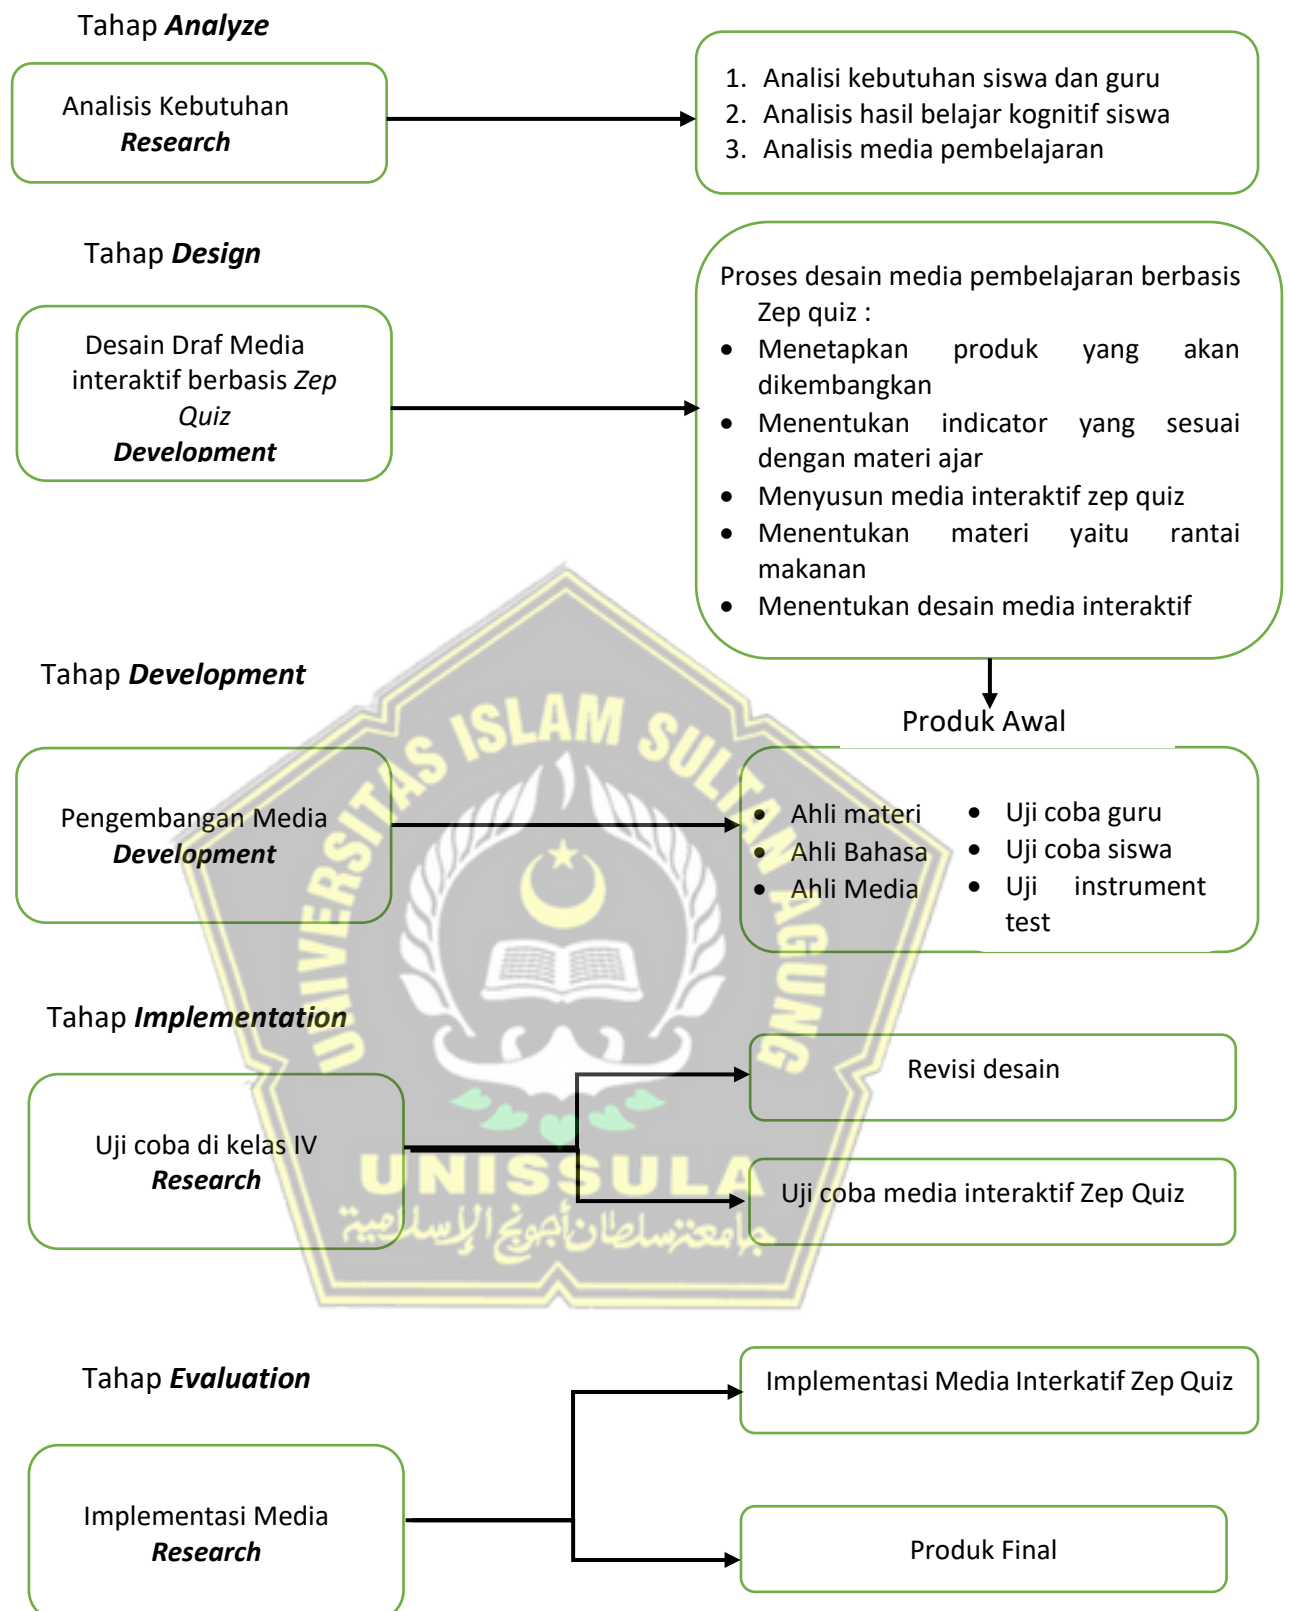 Tahap Analyze
Analisis Kebutuhan
Research
1. Analisi kebutuhan siswa dan guru
2. Analisis hasil belajar kognitif siswa
3. Analisis media pembelajaran
Tahap Design
Desain Draf Media
interaktif berbasis Zep
Quiz
Development
Proses desain media pembelajaran berbasis
Zep quiz :
• Menetapkan produk yang akan
dikembangkan
• Menentukan indicator yang sesuai
dengan materi ajar
• Menyusun media interaktif zep quiz
• Menentukan materi yaitu rantai
makanan
• Menentukan desain media interaktif
Tahap Development
Produk Awal
Pengembangan Media
Development
• Ahli materi
• Ahli Bahasa
• Ahli Media
• Uji coba guru
• Uji coba siswa
• Uji instrument
test
Tahap Implementation
Uji coba di kelas IV
Research
Revisi desain
Uji coba media interaktif Zep Quiz
Tahap Evaluation
Implementasi Media
Research
Implementasi Media Interkatif Zep Quiz
Produk Final
UNIVERSITAS ISLAM SULTAN AGUNG
UNISSULA
جامعتسلطان أجونج الإسلامية